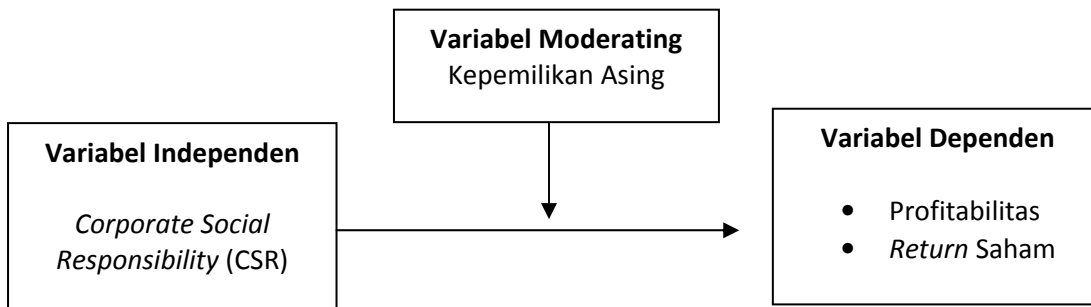 Variabel Moderating
Kepemilikan Asing
Variabel Independen
Corporate Social
Responsibility (CSR)
Variabel Dependen
• Profitabilitas
• Return Saham